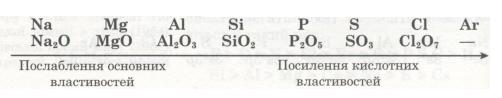 Na Mg Al Si P S Cl Ar
Na₂O MgO Al₂O₃ SiO₂ P₂O₅ SO₃ Cl₂O₇ —
Послаблення основних властивостей
Посилення кислотних властивостей